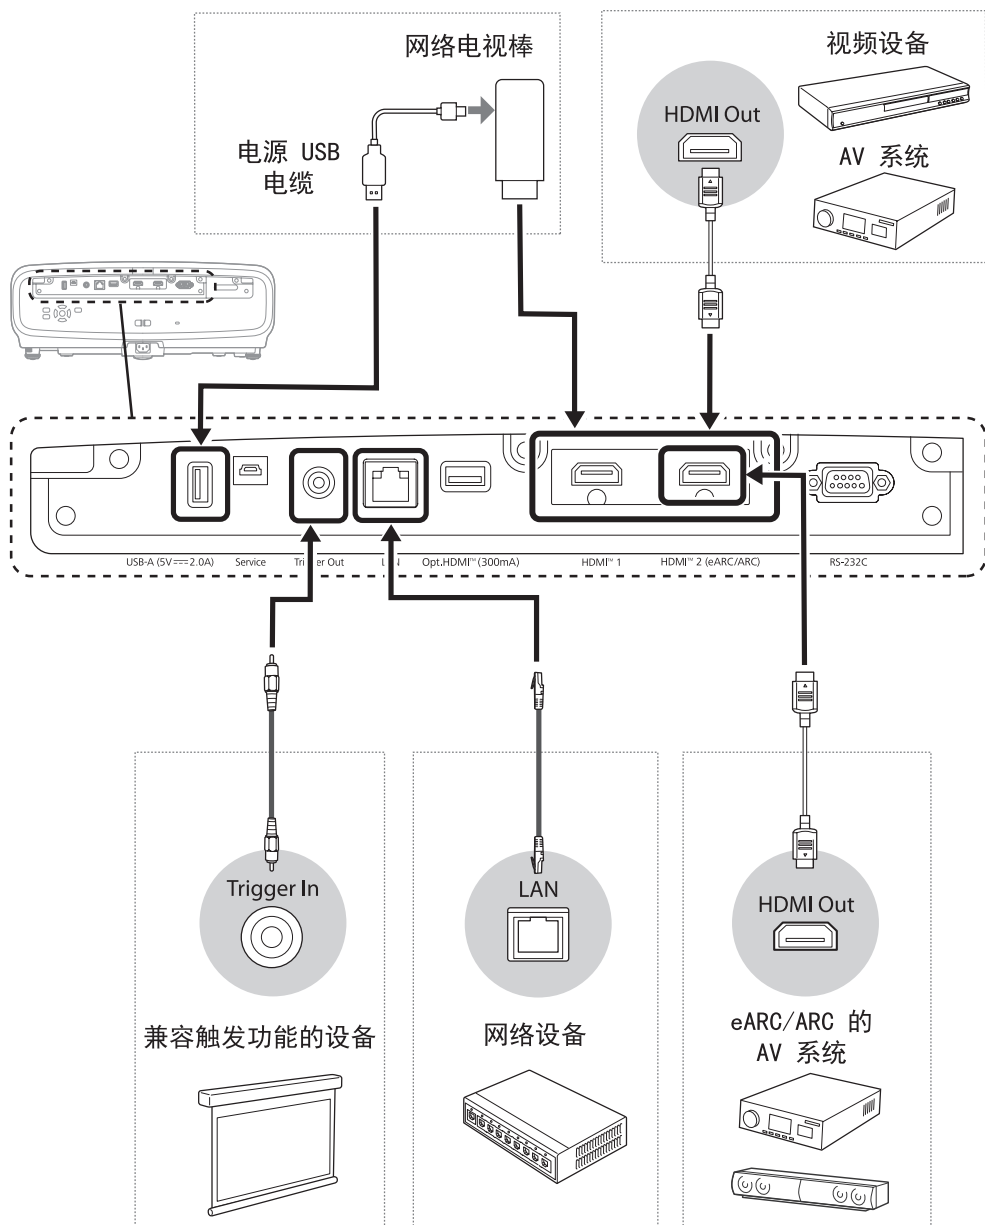 网络电视棒
电源 USB
电缆
视频设备
HDMI Out
AV 系统
USB-A (5V⎓2.0A)
Service
Trigger Out
LAN
Opt.HDMI™ (300mA)
HDMI™ 1
HDMI™ 2 (eARC/ARC)
RS-232C
Trigger In
兼容触发功能的设备
LAN
网络设备
HDMI Out
eARC/ARC 的
AV 系统